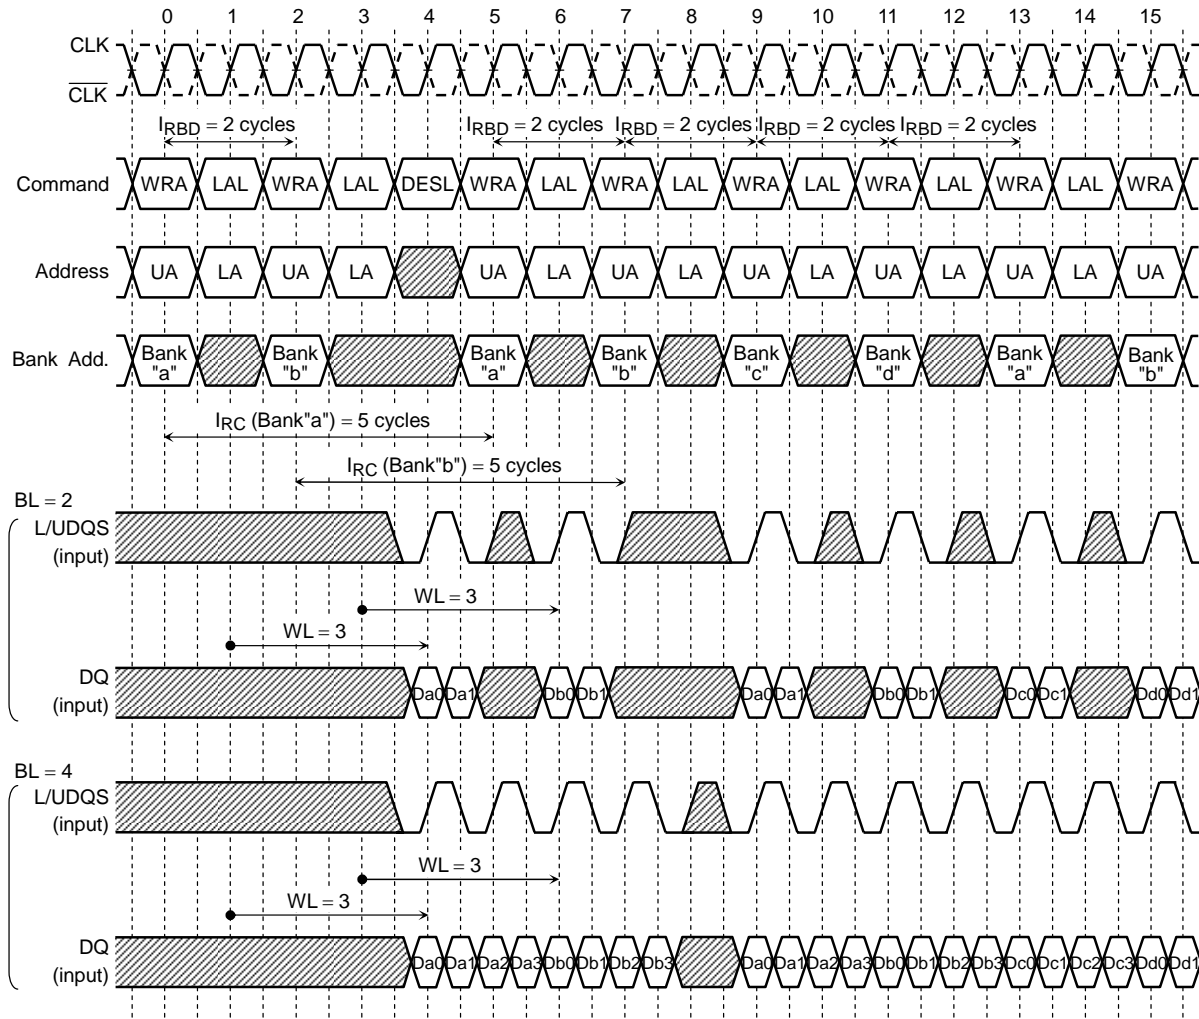 0 1 2 3 4 5 6 7 8 9 10 11 12 13 14 15
CLK
CLK
IRBD = 2 cycles IRBD = 2 cycles IRBD = 2 cycles IRBD = 2 cycles IRBD = 2 cycles
Command WRA LAL WRA LAL DESL WRA LAL WRA LAL WRA LAL WRA LAL WRA LAL WRA
Address UA LA UA LA UA LA UA LA UA LA UA LA UA LA UA
Bank Add. Bank "a" Bank "b" Bank "a" Bank "b" Bank "c" Bank "d" Bank "a" Bank "b"
IRC (Bank"a") = 5 cycles
IRC (Bank"b") = 5 cycles
BL = 2
L/UDQS
(input)
WL = 3
WL = 3
DQ
(input)
Da0 Da1 Db0 Db1 Da0 Da1 Db0 Db1 Dc0 Dc1 Dd0 Dd1
BL = 4
L/UDQS
(input)
WL = 3
WL = 3
DQ
(input)
Da0 Da1 Da2 Da3 Db0 Db1 Db2 Db3 Da0 Da1 Da2 Da3 Db0 Db1 Db2 Db3 Dc0 Dc1 Dc2 Dc3 Dd0 Dd1